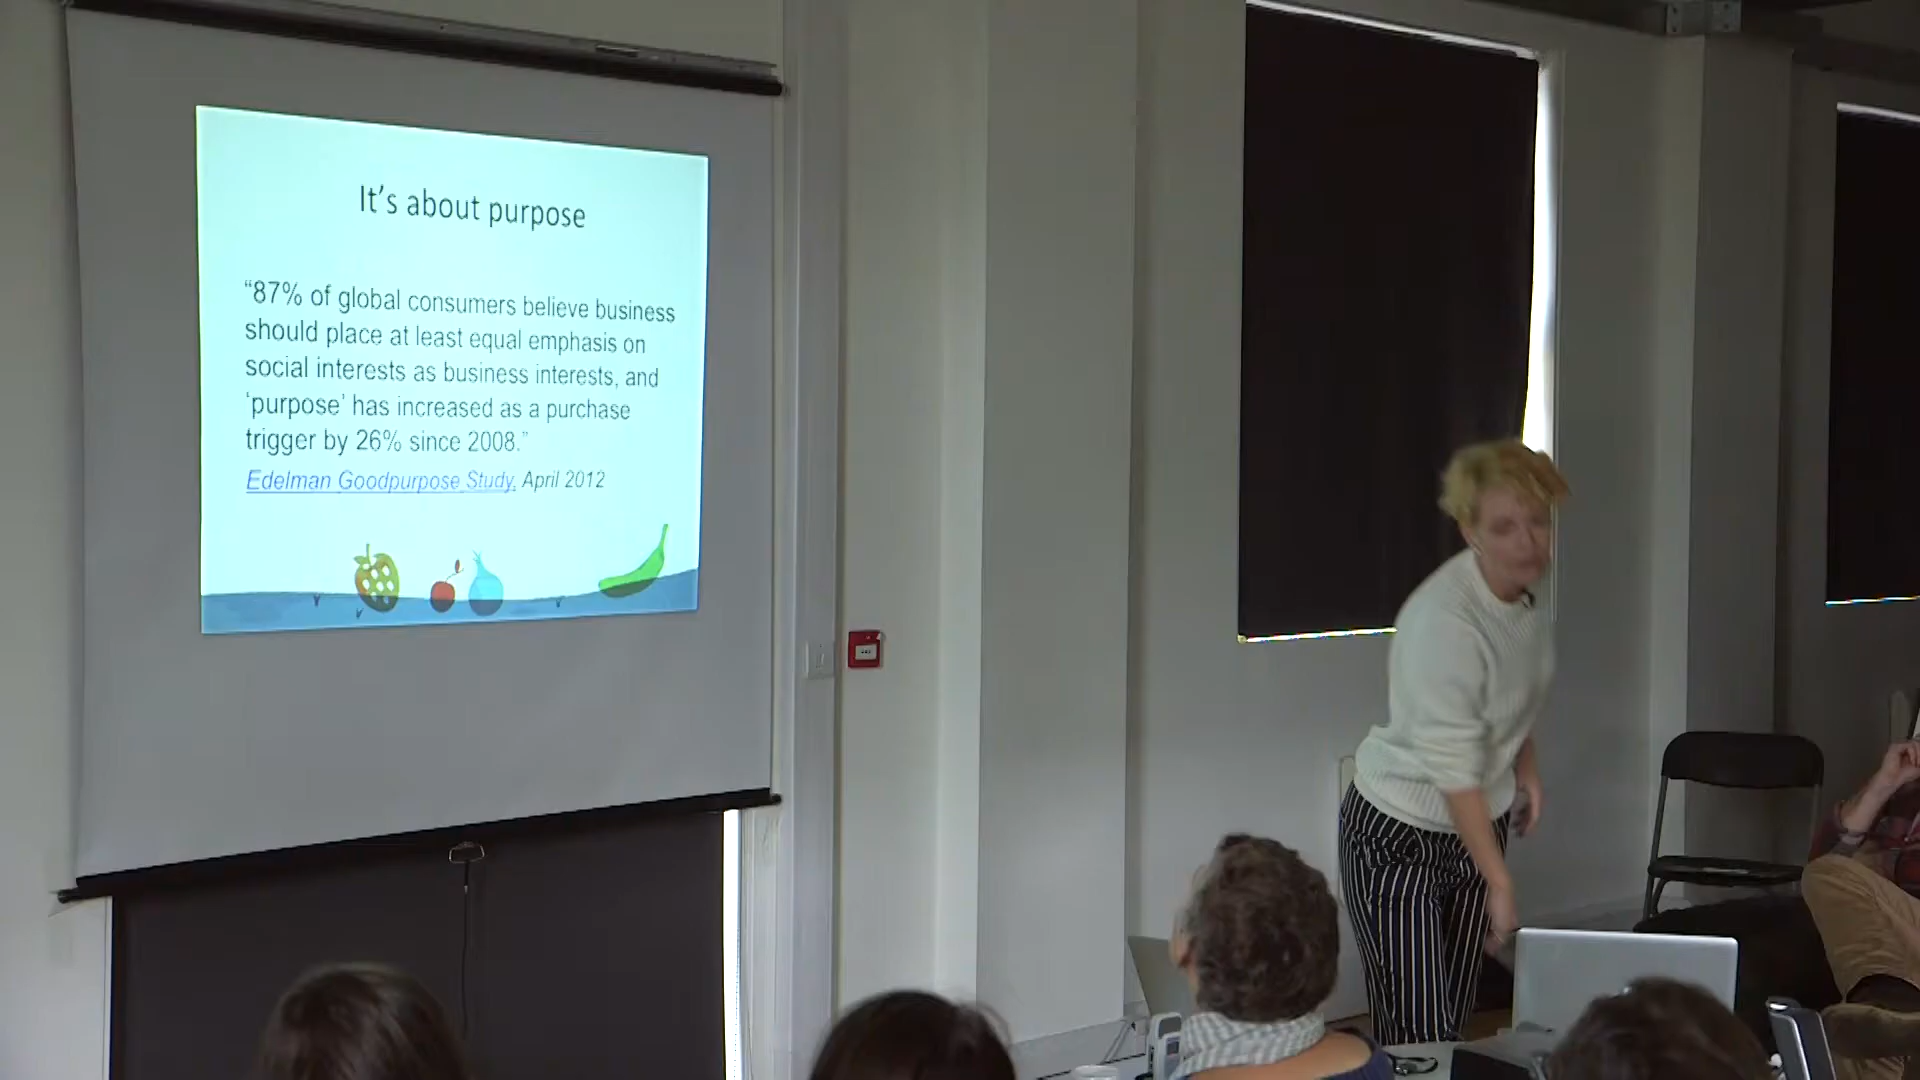 It’s about purpose
“87% of global consumers believe business
should place at least equal emphasis on
social interests as business interests, and
‘purpose’ has increased as a purchase
trigger by 26% since 2008.”
Edelman Goodpurpose Study, April 2012